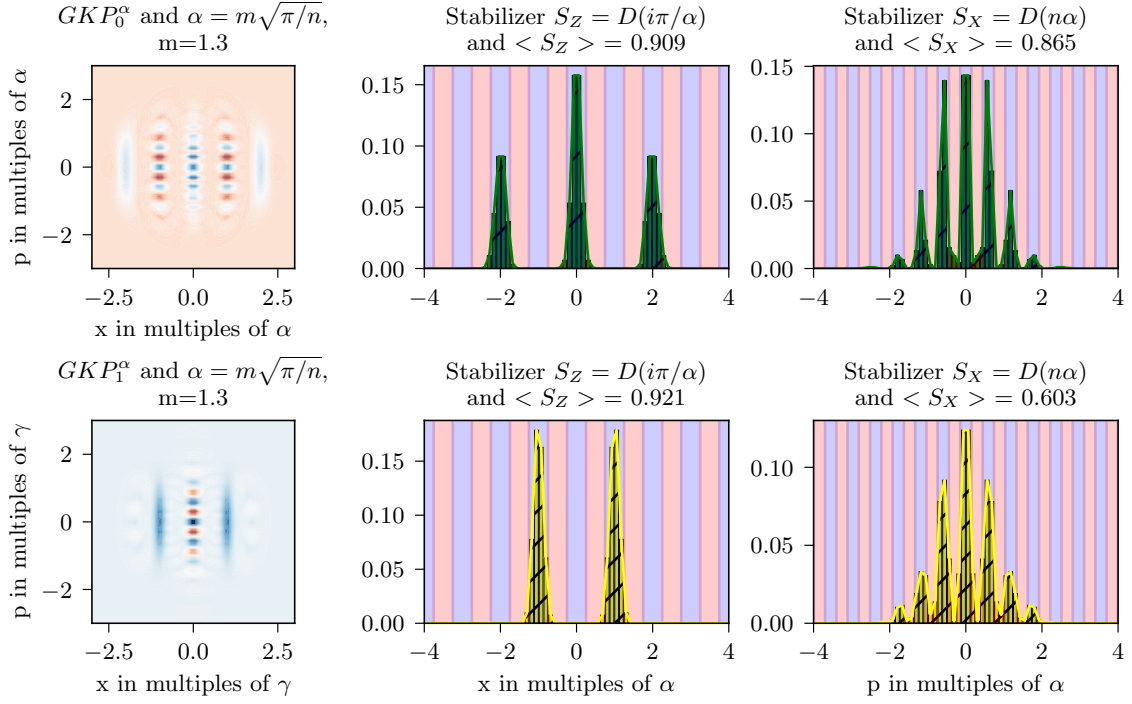 $GKP_0^α$ and $α = m\sqrt{π/n}$,
m=1.3
Stabilizer $S_Z = D(iπ/α)$
and $< S_Z > = 0.909$
Stabilizer $S_X = D(nα)$
and $< S_X > = 0.865$
p in multiples of α
2
0
−2
−2.5 0.0 2.5
x in multiples of α
0.15
0.10
0.05
0.00
−4 −2 0 2 4
0.15
0.10
0.05
0.00
−4 −2 0 2 4
$GKP_1^α$ and $α = m\sqrt{π/n}$,
m=1.3
Stabilizer $S_Z = D(iπ/α)$
and $< S_Z > = 0.921$
Stabilizer $S_X = D(nα)$
and $< S_X > = 0.603$
p in multiples of γ
2
0
−2
−2.5 0.0 2.5
x in multiples of γ
0.15
0.10
0.05
0.00
−4 −2 0 2 4
x in multiples of α
0.10
0.05
0.00
−4 −2 0 2 4
p in multiples of α